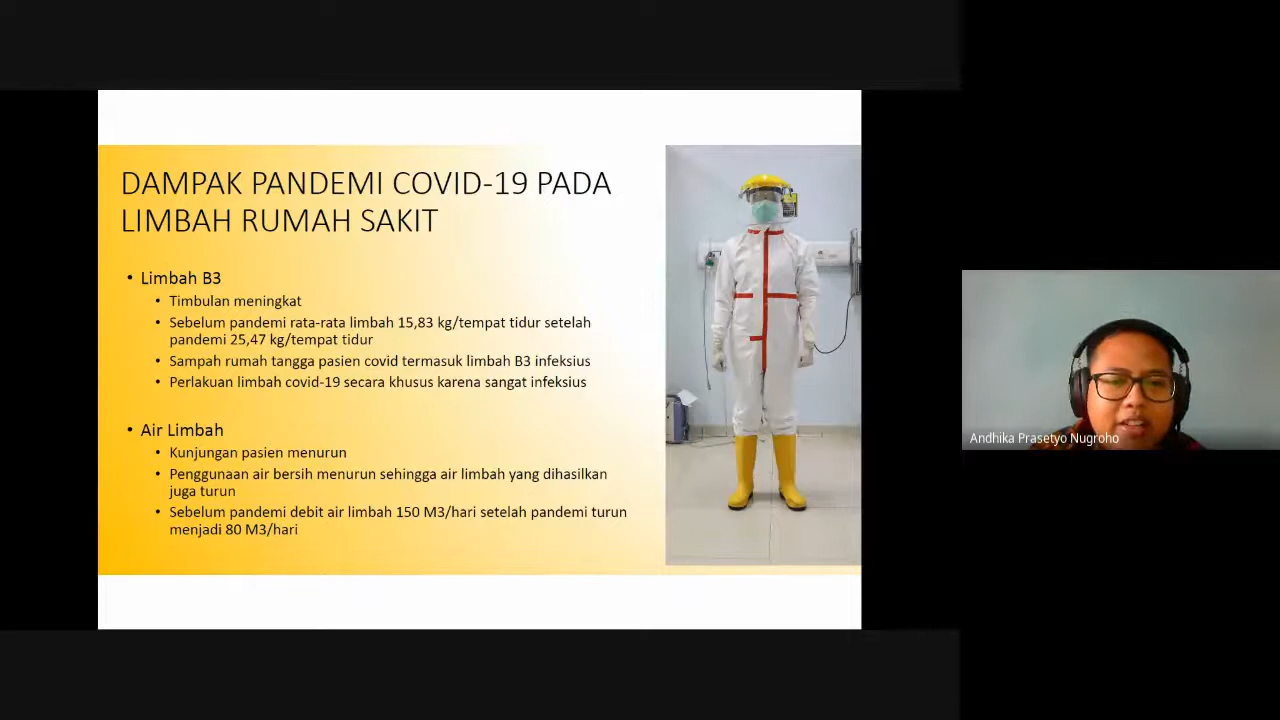 DAMPAK PANDEMI COVID-19 PADA
LIMBAH RUMAH SAKIT
• Limbah B3
• Timbulan meningkat
• Sebelum pandemi rata-rata limbah 15,83 kg/tempat tidur setelah
pandemi 25,47 kg/tempat tidur
• Sampah rumah tangga pasien covid termasuk limbah B3 infeksius
• Perlakuan limbah covid-19 secara khusus karena sangat infeksius
• Air Limbah
• Kunjungan pasien menurun
• Penggunaan air bersih menurun sehingga air limbah yang dihasilkan
juga turun
• Sebelum pandemi debit air limbah 150 M3/hari setelah pandemi turun
menjadi 80 M3/hari
Andhika Prasetyo Nugroho